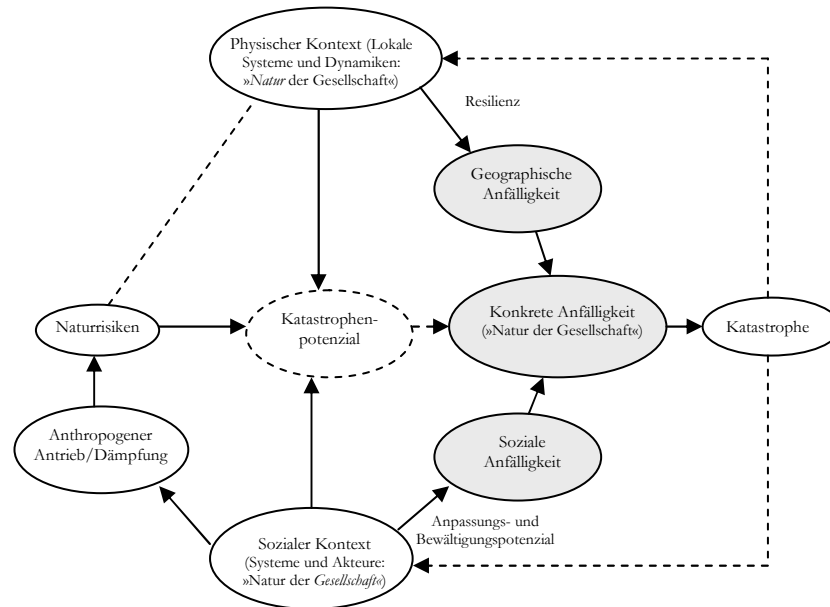 Physischer Kontext (Lokale
Systeme und Dynamiken:
»Natur der Gesellschaft«)
Resilienz
Geographische
Anfälligkeit
Naturrisiken
Katastrophen-
potenzial
Konkrete Anfälligkeit
(»Natur der Gesellschaft«)
Katastrophe
Anthropogener
Antrieb/Dämpfung
Soziale
Anfälligkeit
Anpassungs- und
Bewältigungspotenzial
Sozialer Kontext
(Systeme und Akteure:
»Natur der Gesellschaft«)